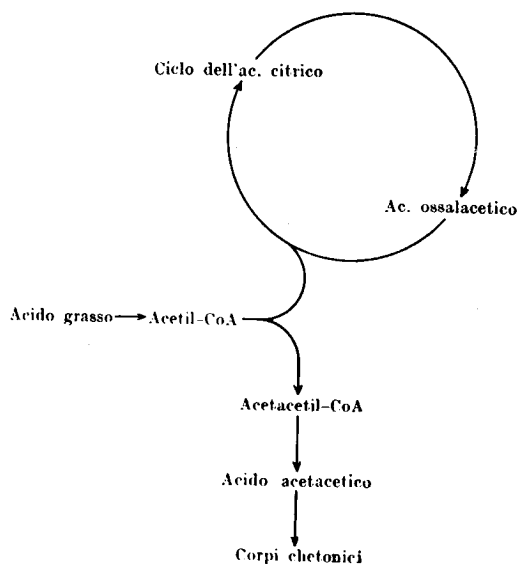 Ciclo dell'ac. citrico
Ac. ossalacetico
Acido grasso
Acetil-CoA
Acetacetil-CoA
Acido acetacetico
Corpi chetonici